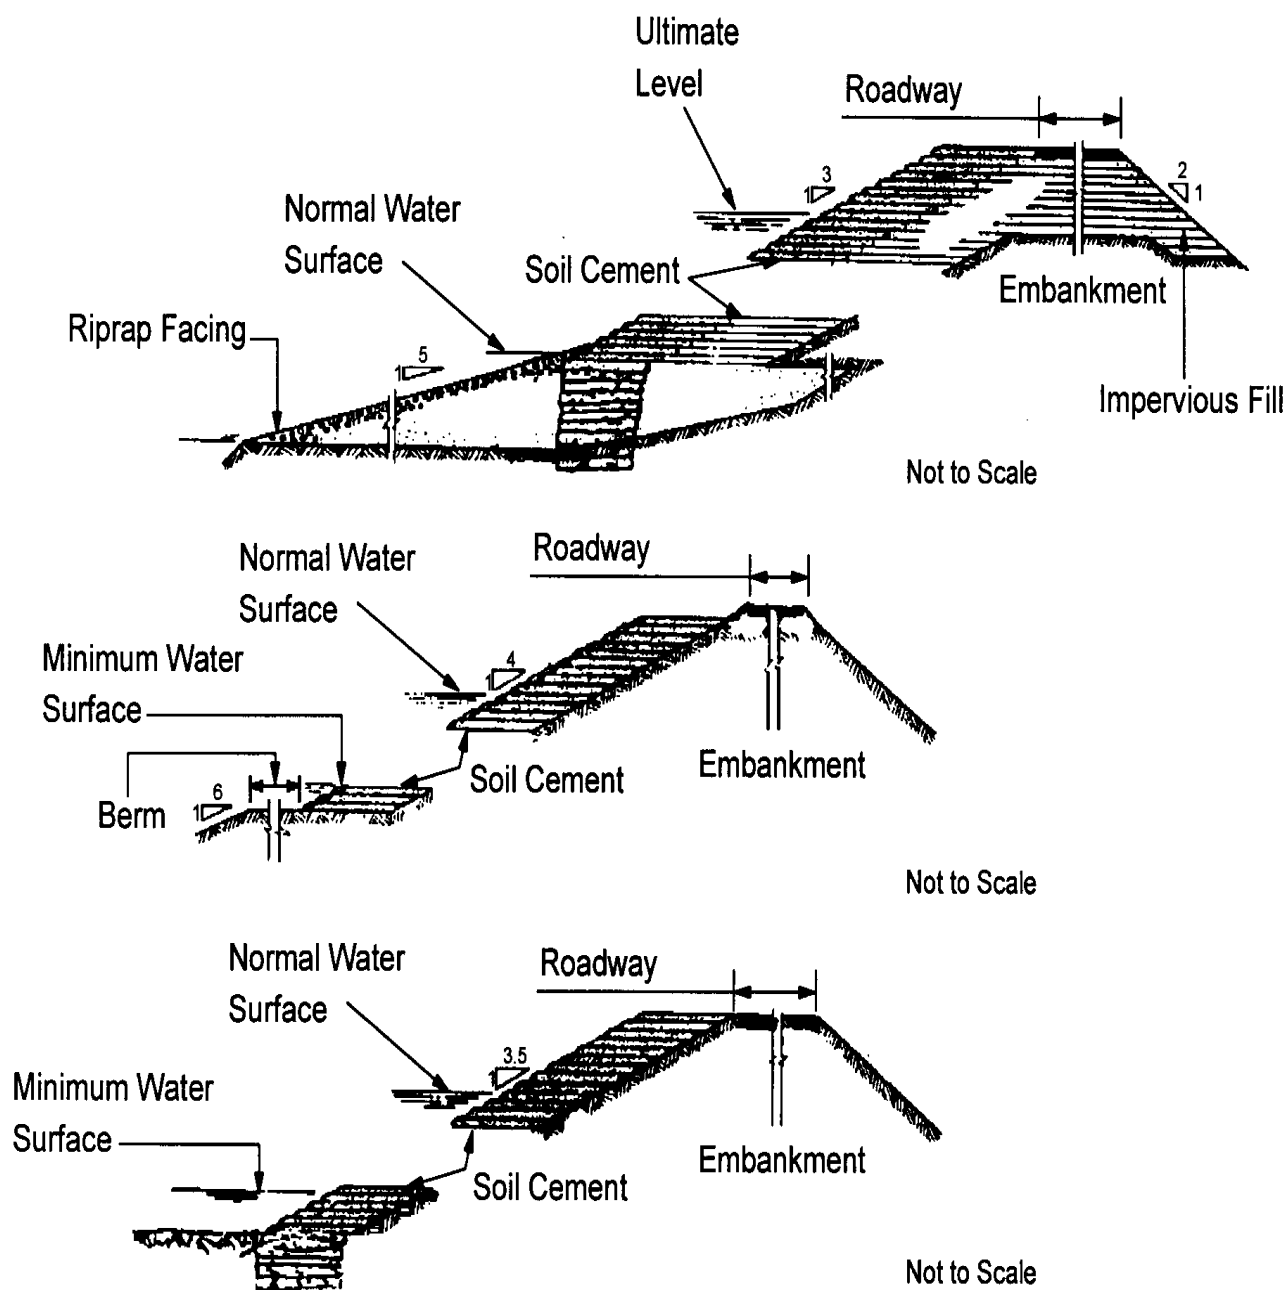 Ultimate
Level
Roadway
3
1
2
1
Normal Water
Surface
Soil Cement
Embankment
Riprap Facing
5
1
Impervious Fill
Not to Scale
Normal Water
Surface
Roadway
Minimum Water
Surface
4
1
Soil Cement
Embankment
Berm
6
1
Not to Scale
Normal Water
Surface
Roadway
3.5
1
Minimum Water
Surface
Soil Cement
Embankment
Not to Scale